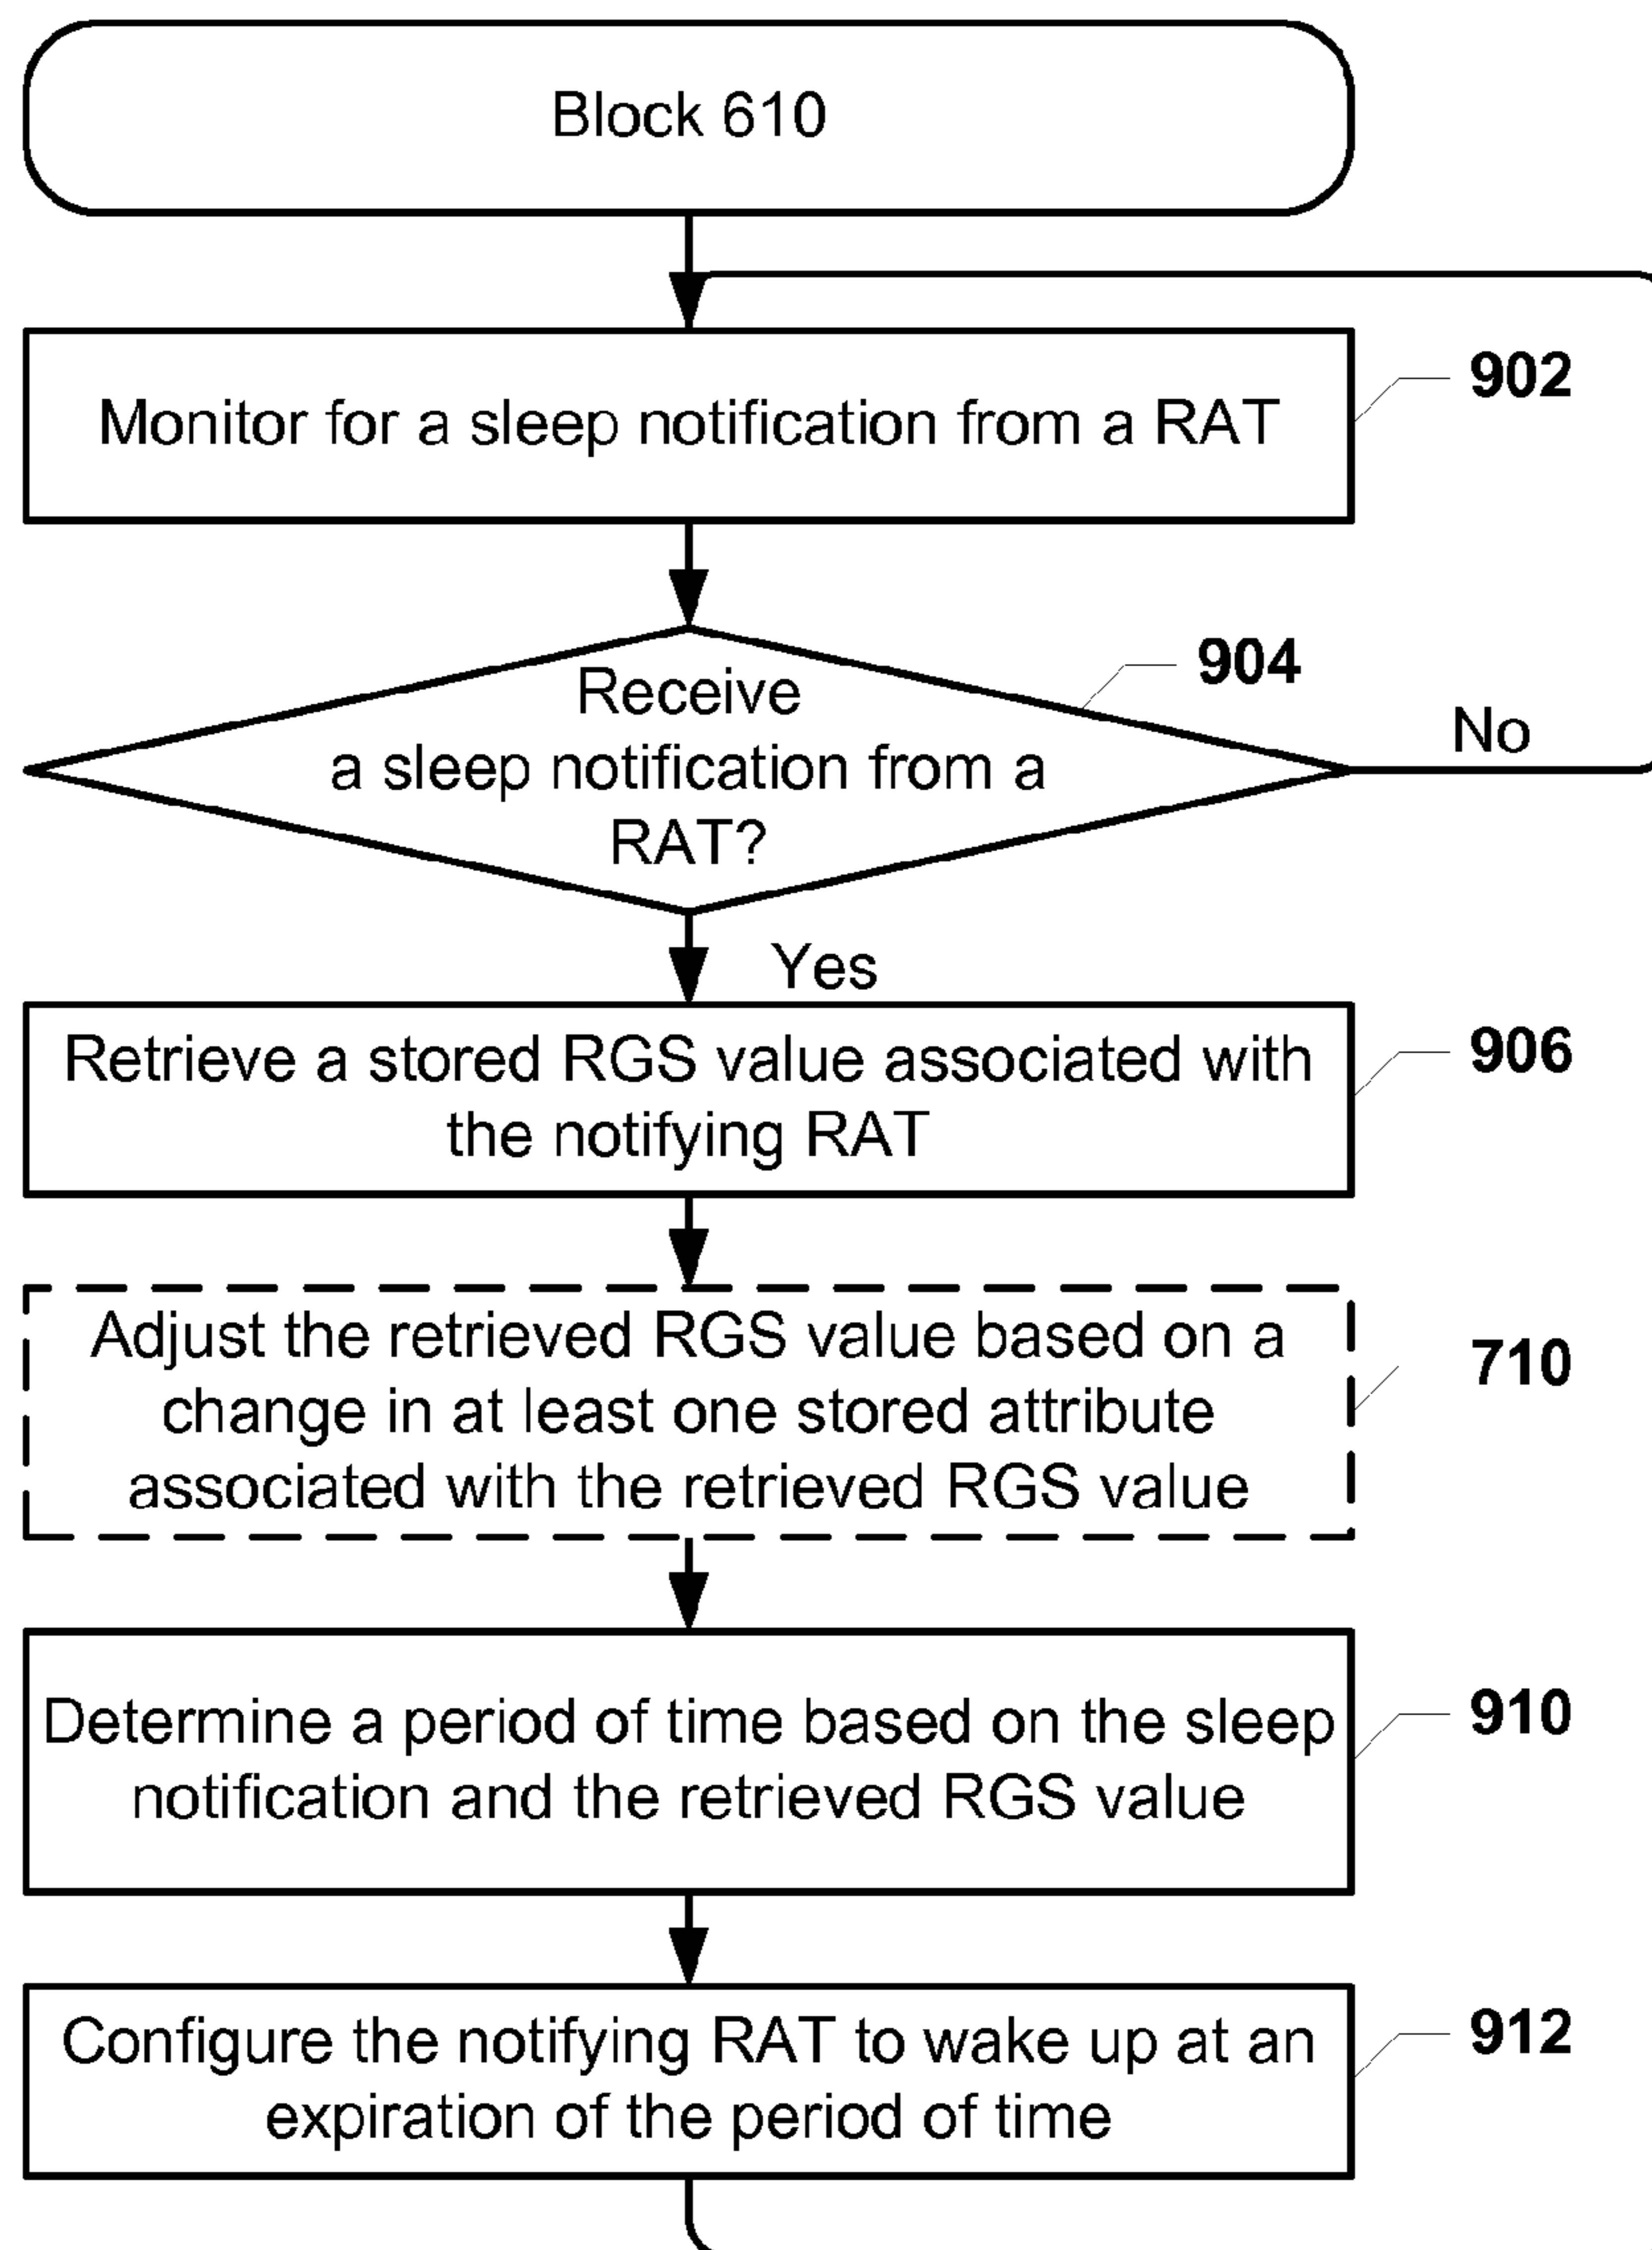 Block 610
902
Monitor for a sleep notification from a RAT
904
Receive
a sleep notification from a
RAT?
No
Yes
906
Retrieve a stored RGS value associated with
the notifying RAT
710
Adjust the retrieved RGS value based on a
change in at least one stored attribute
associated with the retrieved RGS value
910
Determine a period of time based on the sleep
notification and the retrieved RGS value
912
Configure the notifying RAT to wake up at an
expiration of the period of time